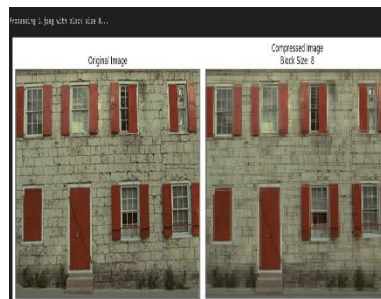 Processing 1.jpeg with block size 8...
Original Image
Compressed Image
Block Size: 8